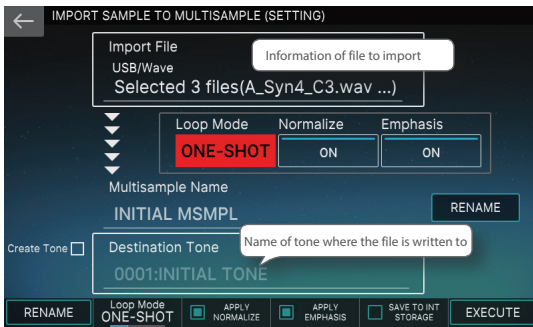 IMPORT SAMPLE TO MULTISAMPLE (SETTING)
Import File
USB/Wave
Selected 3 files(A_Syn4_C3.wav ...)
Information of file to import
Loop Mode Normalize Emphasis
ONE-SHOT ON ON
Multisample Name
INITIAL MSMPL
RENAME
Create Tone
Destination Tone
0001:INITIAL TONE
Name of tone where the file is written to
RENAME
Loop Mode
ONE-SHOT
APPLY
NORMALIZE
APPLY
EMPHASIS
SAVE TO INT
STORAGE
EXECUTE